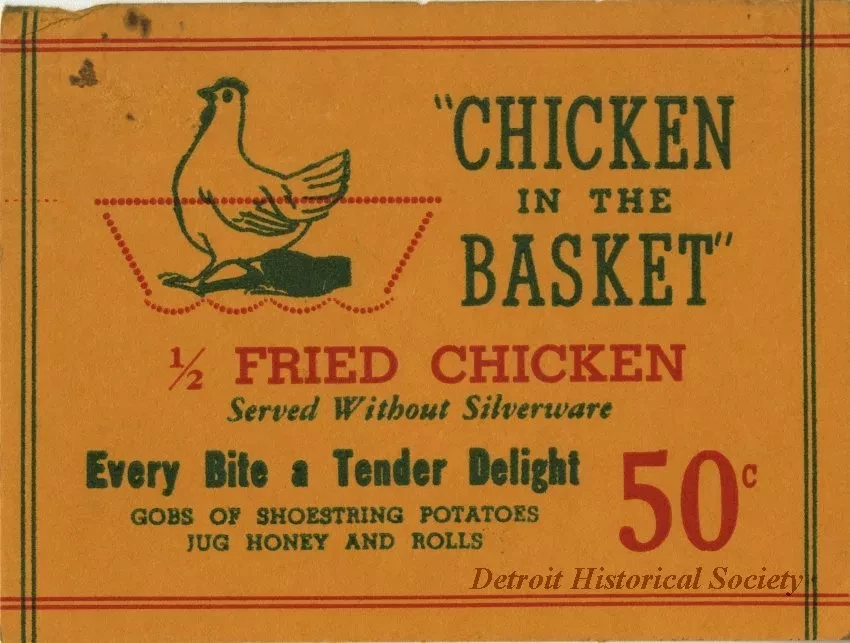 "CHICKEN
IN THE
BASKET"
½ FRIED CHICKEN
Served Without Silverware
Every Bite a Tender Delight
50c
GOBS OF SHOESTRING POTATOES
JUG HONEY AND ROLLS
Detroit Historical Society